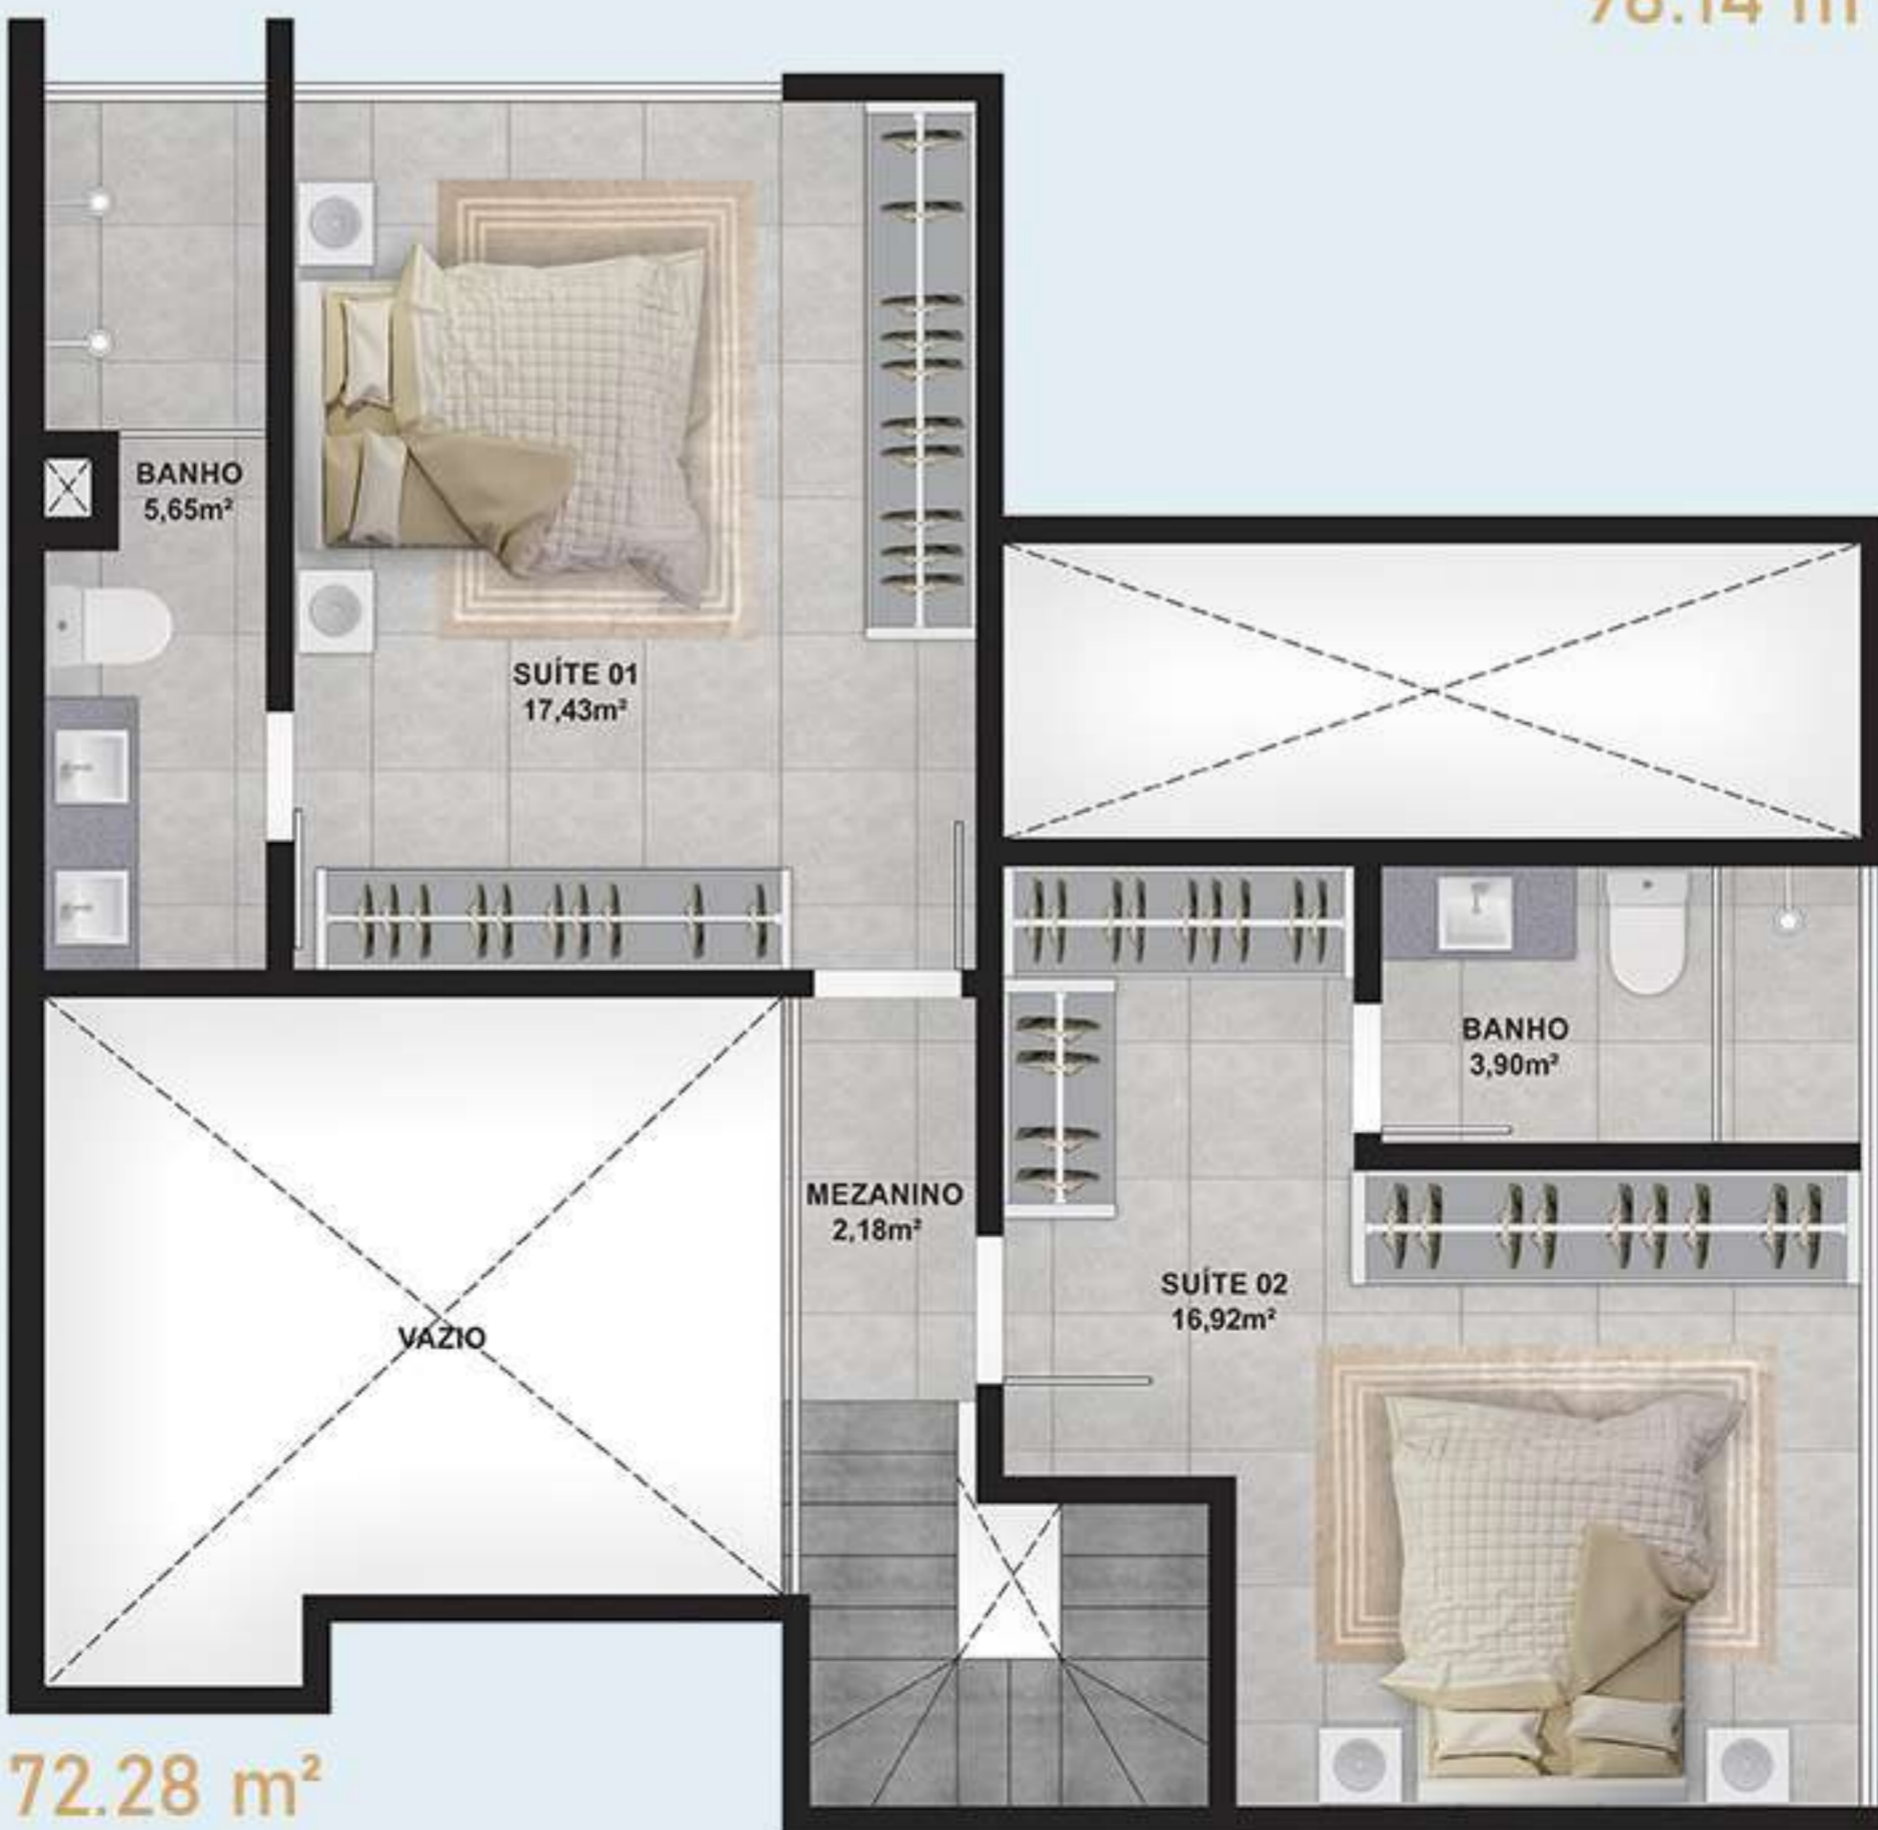 BANHO
5,65m²
SUÍTE 01
17,43m²
BANHO
3,90m²
MEZANINO
2,18m²
SUÍTE 02
16,92m²
VAZIO
72.28 m²